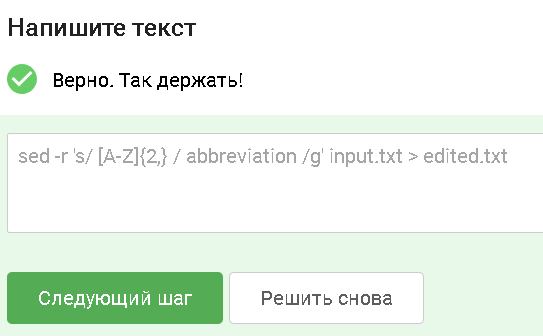 Напишите текст
Верно. Так держать!
sed -r 's/ [A-Z]{2,} / abbreviation /g' input.txt > edited.txt
Следующий шаг
Решить снова